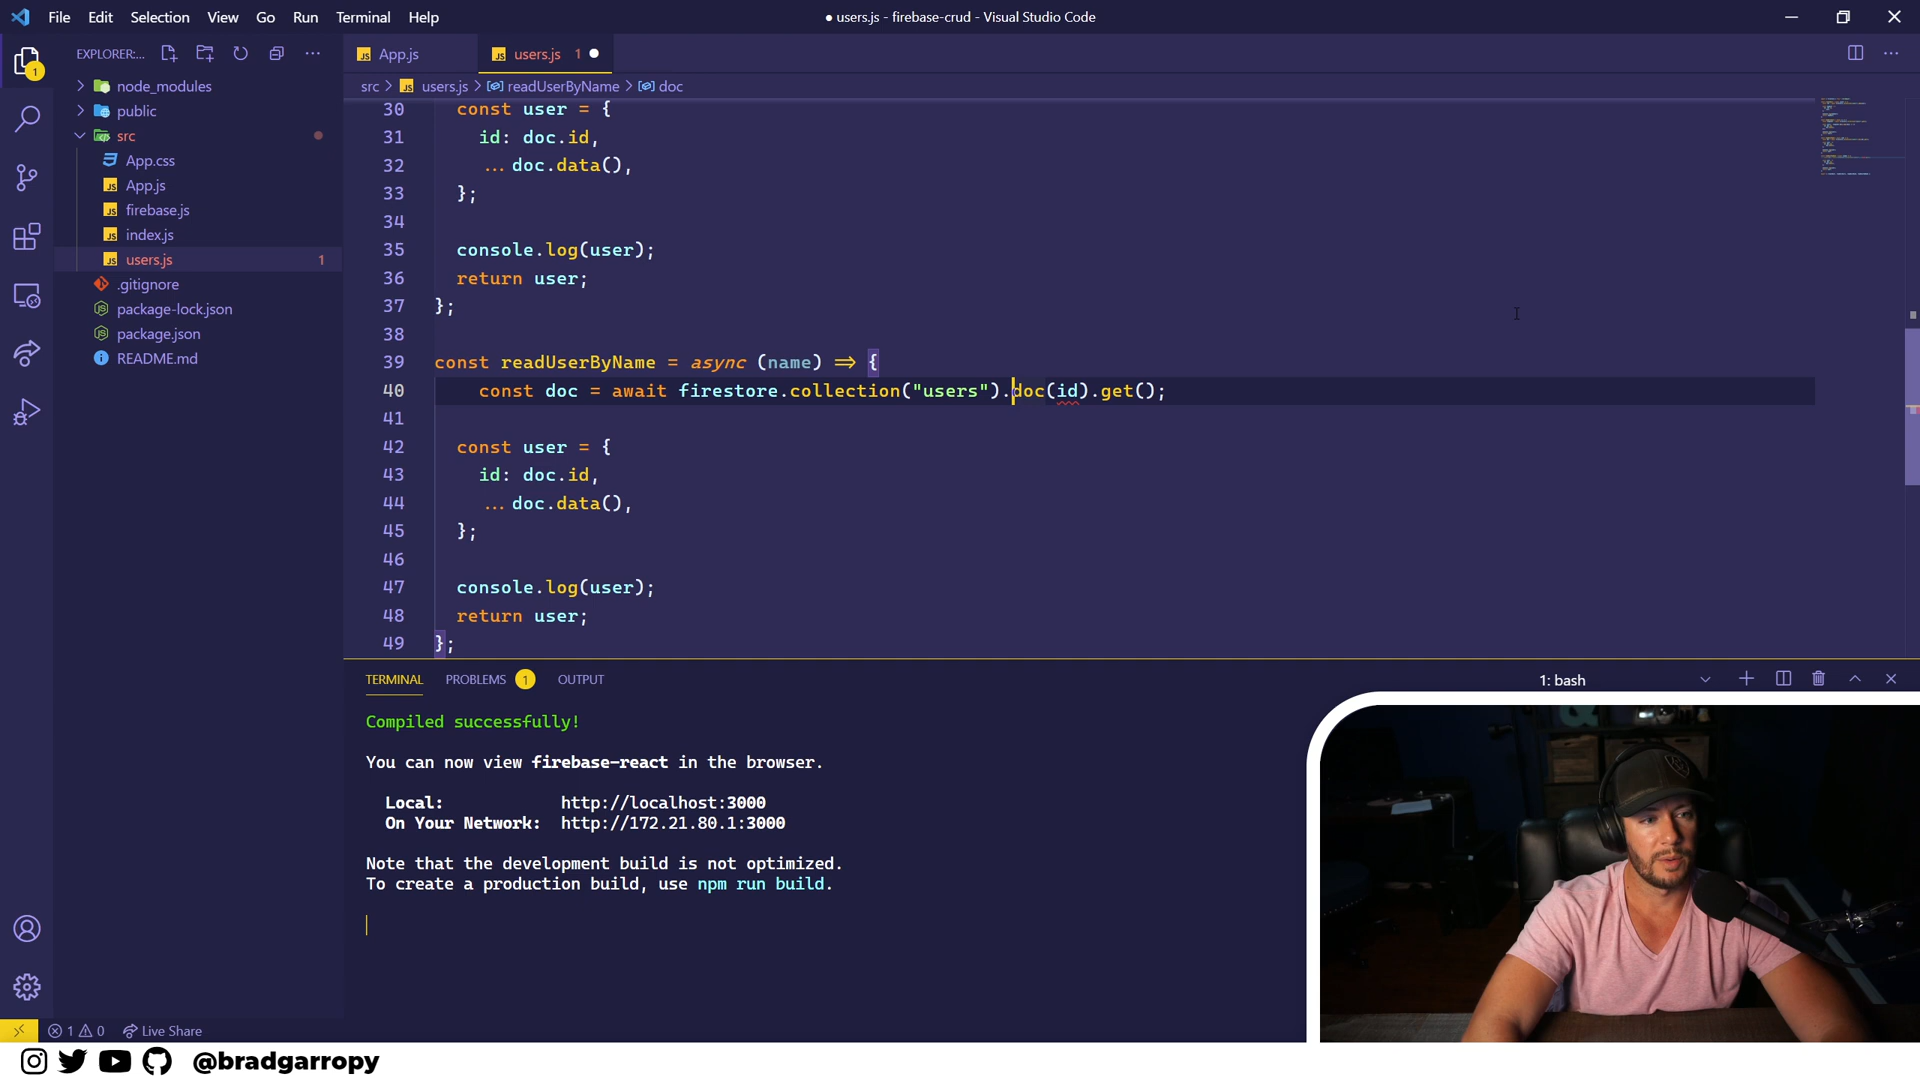 File Edit Selection View Go Run Terminal Help
● users.js - firebase-crud - Visual Studio Code
EXPLORER:...
App.js
users.js 1
1
src > users.js > readUserByName > doc
node_modules
public
src
App.css
App.js
firebase.js
index.js
users.js 1
.gitignore
package-lock.json
package.json
README.md
30 const user = {
31 id: doc.id,
32 ...doc.data(),
33 };
34
35 console.log(user);
36 return user;
37 };
38
39 const readUserByName = async (name) => {
40 const doc = await firestore.collection("users").doc(id).get();
41
42 const user = {
43 id: doc.id,
44 ...doc.data(),
45 };
46
47 console.log(user);
48 return user;
49 };
TERMINAL PROBLEMS 1 OUTPUT
1: bash
Compiled successfully!
You can now view firebase-react in the browser.
Local: http://localhost:3000
On Your Network: http://172.21.80.1:3000
Note that the development build is not optimized.
To create a production build, use npm run build.
1 0 Live Share
@bradgarropy